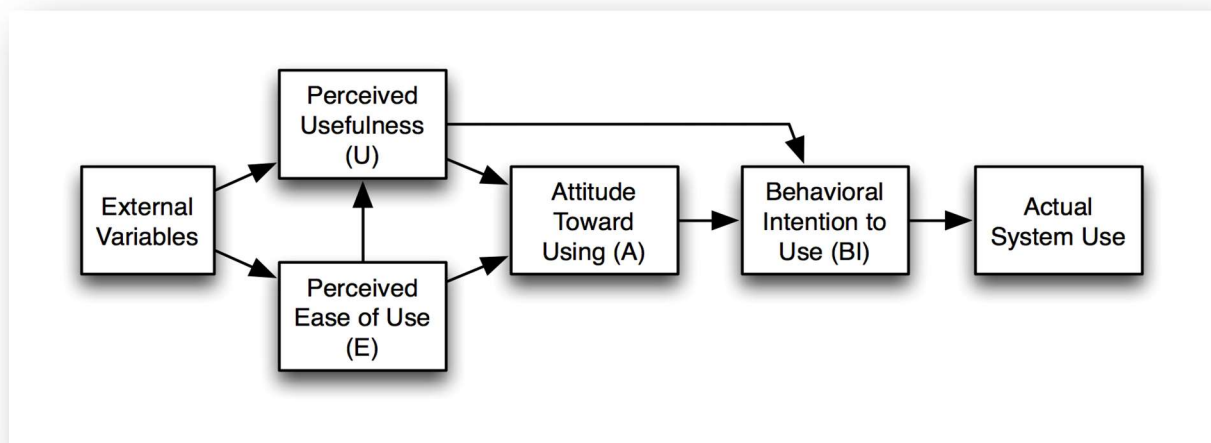 External
Variables
Perceived
Usefulness
(U)
Perceived
Ease of Use
(E)
Attitude
Toward
Using (A)
Behavioral
Intention to
Use (BI)
Actual
System Use